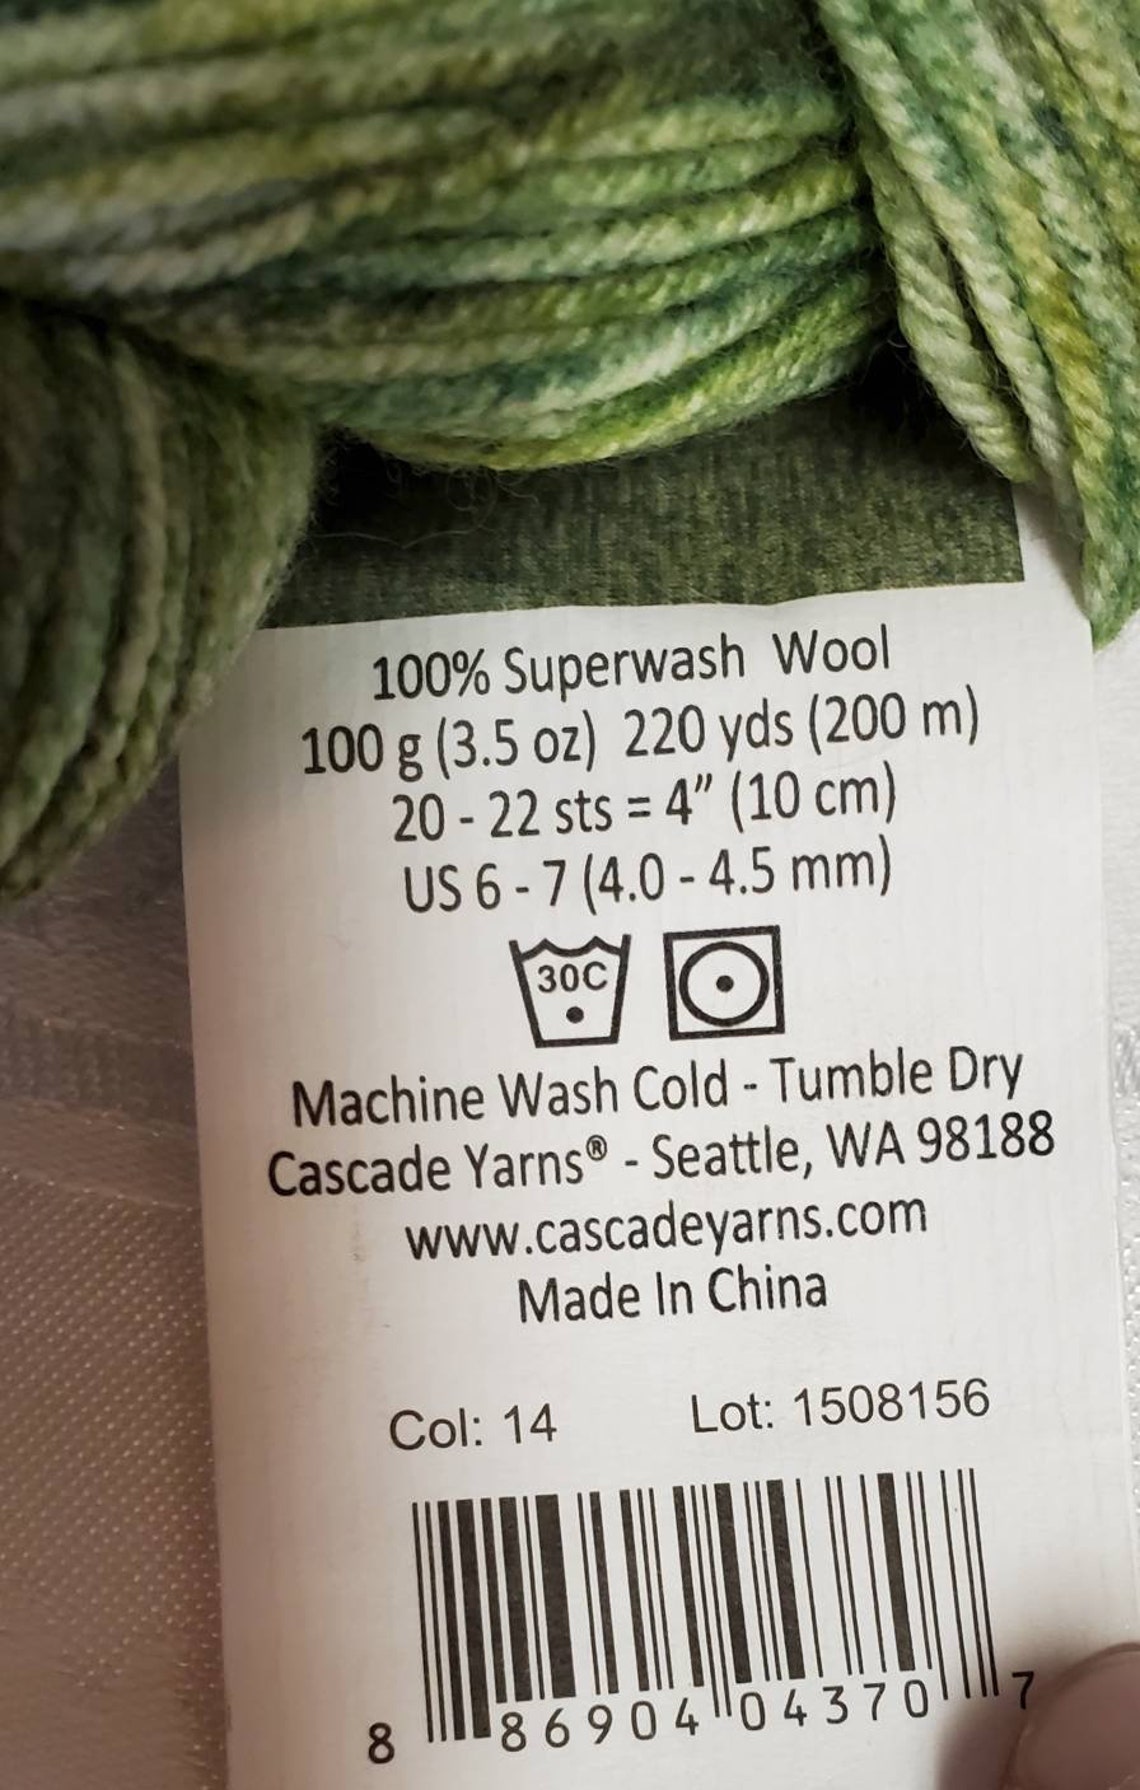 100% Superwash Wool
100 g (3.5 oz) 220 yds (200 m)
20 - 22 sts = 4” (10 cm)
US 6 - 7 (4.0 - 4.5 mm)
30C
Machine Wash Cold - Tumble Dry
Cascade Yarns® - Seattle, WA 98188
www.cascadeyarns.com
Made In China
Col: 14 Lot: 1508156
8 86904 04370 7